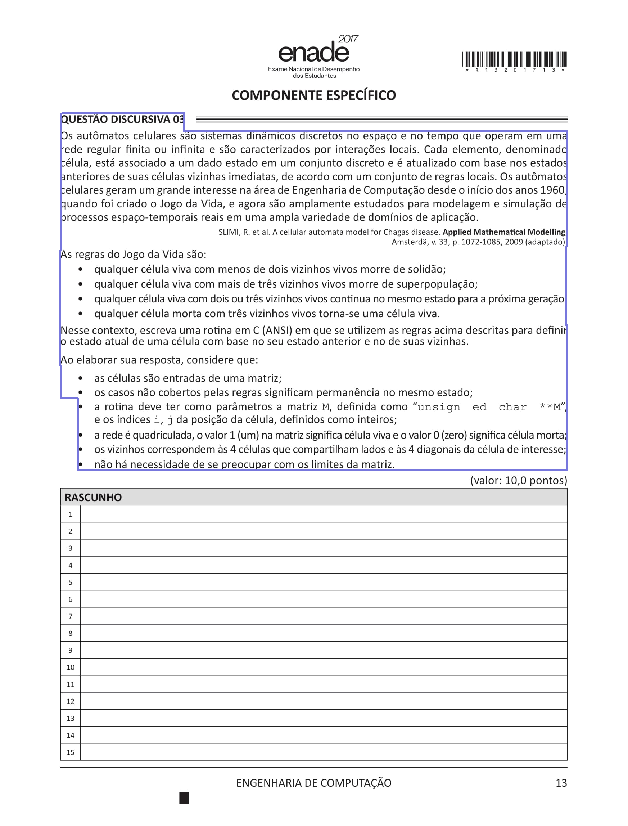 enade 2017
Exame Nacional de Desempenho
dos Estudantes
*R1320171​3*
COMPONENTE ESPECÍFICO
QUESTÃO DISCURSIVA 03
Os autômatos celulares são sistemas dinâmicos discretos no espaço e no tempo que operam em uma
rede regular finita ou infinita e são caracterizados por interações locais. Cada elemento, denominado
célula, está associado a um dado estado em um conjunto discreto e é atualizado com base nos estados
anteriores de suas células vizinhas imediatas, de acordo com um conjunto de regras locais. Os autômatos
celulares geram um grande interesse na área de Engenharia de Computação desde o início dos anos 1960,
quando foi criado o Jogo da Vida, e agora são amplamente estudados para modelagem e simulação de
processos espaço-temporais reais em uma ampla variedade de domínios de aplicação.
SLIMI, R. et al. A cellular automata model for Chagas disease. Applied Mathematical Modelling.
Amsterdã, v. 33, p. 1072-1085, 2009 (adaptado).
As regras do Jogo da Vida são:
• qualquer célula viva com menos de dois vizinhos vivos morre de solidão;
• qualquer célula viva com mais de três vizinhos vivos morre de superpopulação;
• qualquer célula viva com dois ou três vizinhos vivos continua no mesmo estado para a próxima geração;
• qualquer célula morta com três vizinhos vivos torna-se uma célula viva.
Nesse contexto, escreva uma rotina em C (ANSI) em que se utilizem as regras acima descritas para definir
o estado atual de uma célula com base no seu estado anterior e no de suas vizinhas.
Ao elaborar sua resposta, considere que:
• as células são entradas de uma matriz;
• os casos não cobertos pelas regras significam permanência no mesmo estado;
• a rotina deve ter como parâmetros a matriz M, definida como "unsign ed char **M",
e os índices i, j da posição da célula, definidos como inteiros;
• a rede é quadriculada, o valor 1 (um) na matriz significa célula viva e o valor 0 (zero) significa célula morta;
• os vizinhos correspondem às 4 células que compartilham lados e às 4 diagonais da célula de interesse;
• não há necessidade de se preocupar com os limites da matriz.
(valor: 10,0 pontos)
RASCUNHO
1
2
3
4
5
6
7
8
9
10
11
12
13
14
15
ENGENHARIA DE COMPUTAÇÃO 13